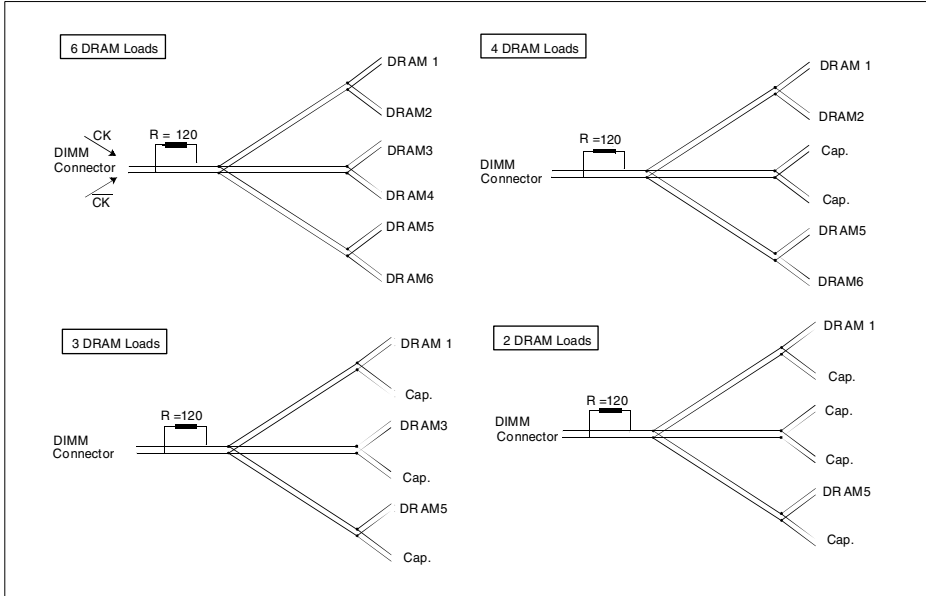 6 DRAM Loads
DRAM 1
DRAM2
R = 120
CK
DIMM
Connector
CK
DRAM3
DRAM4
DRAM5
DRAM6
4 DRAM Loads
DRAM 1
DRAM2
R =120
DIMM
Connector
Cap.
Cap.
DRAM5
DRAM6
3 DRAM Loads
DRAM 1
Cap.
R =120
DIMM
Connector
DRAM3
Cap.
DRAM5
Cap.
2 DRAM Loads
DRAM 1
Cap.
R =120
DIMM
Connector
Cap.
Cap.
DRAM5
Cap.